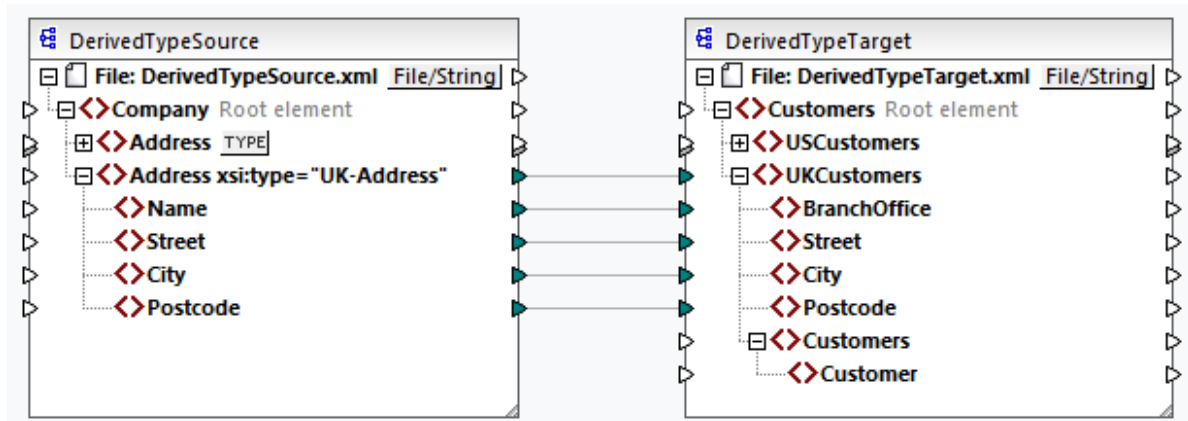 DerivedTypeSource
File: DerivedTypeSource.xml File/String
Company Root element
Address TYPE
Address xsi:type="UK-Address"
Name
Street
City
Postcode
DerivedTypeTarget
File: DerivedTypeTarget.xml File/String
Customers Root element
USCustomers
UKCustomers
BranchOffice
Street
City
Postcode
Customers
Customer